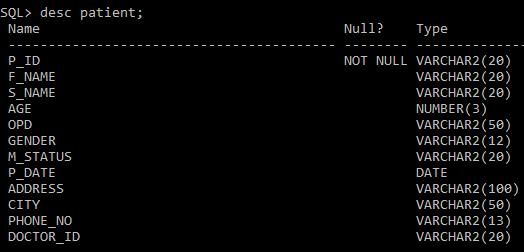 SQL> desc patient;
Name Null? Type
----------------------------------------- -------- ----------------------------
P_ID NOT NULL VARCHAR2(20)
F_NAME VARCHAR2(20)
S_NAME VARCHAR2(20)
AGE NUMBER(3)
OPD VARCHAR2(50)
GENDER VARCHAR2(12)
M_STATUS VARCHAR2(20)
P_DATE DATE
ADDRESS VARCHAR2(100)
CITY VARCHAR2(50)
PHONE_NO VARCHAR2(13)
DOCTOR_ID VARCHAR2(20)